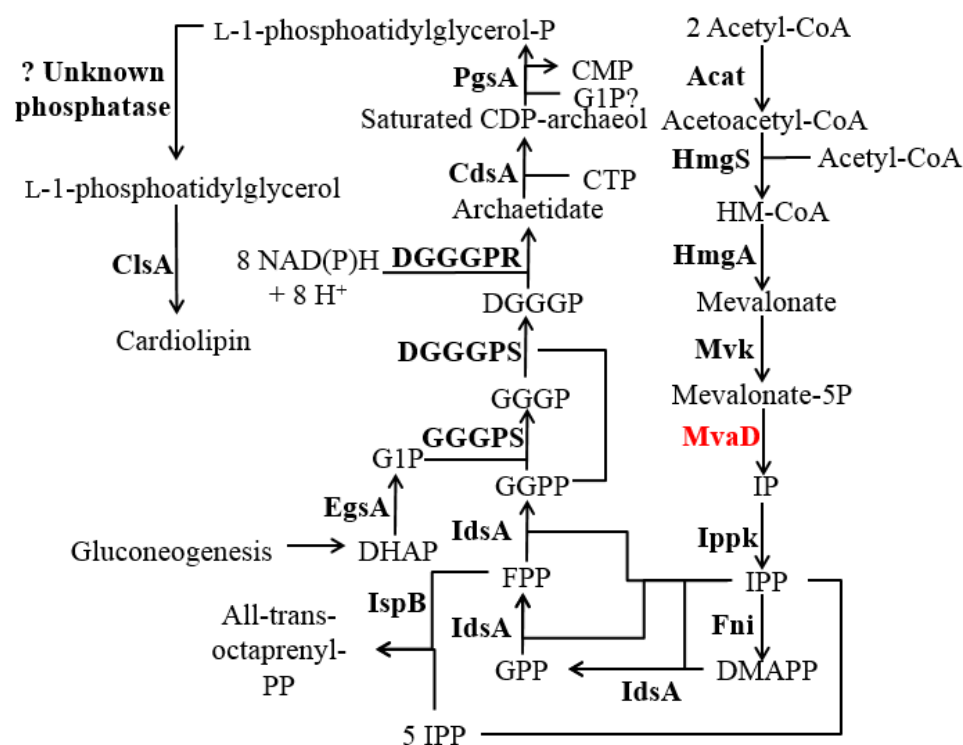 L-1-phosphoatidylglycerol-P
2 Acetyl-CoA
? Unknown
phosphatase
PgsA
CMP
G1P?
Acat
Saturated CDP-archaeol
Acetoacetyl-CoA
HmgS
Acetyl-CoA
L-1-phosphoatidylglycerol
CdsA
CTP
Archaetidate
HM-CoA
ClsA
8 NAD(P)H
+ 8 H⁺
DGGGPR
HmgA
DGGGP
Mevalonate
Cardiolipin
DGGGPS
Mvk
GGGP
Mevalonate-5P
GGGPS
MvaD
G1P
GGPP
IP
EgsA
IdsA
Ippk
Gluconeogenesis
DHAP
FPP
IPP
All-trans-
octaprenyl-
PP
IspB
IdsA
Fni
GPP
DMAPP
IdsA
5 IPP